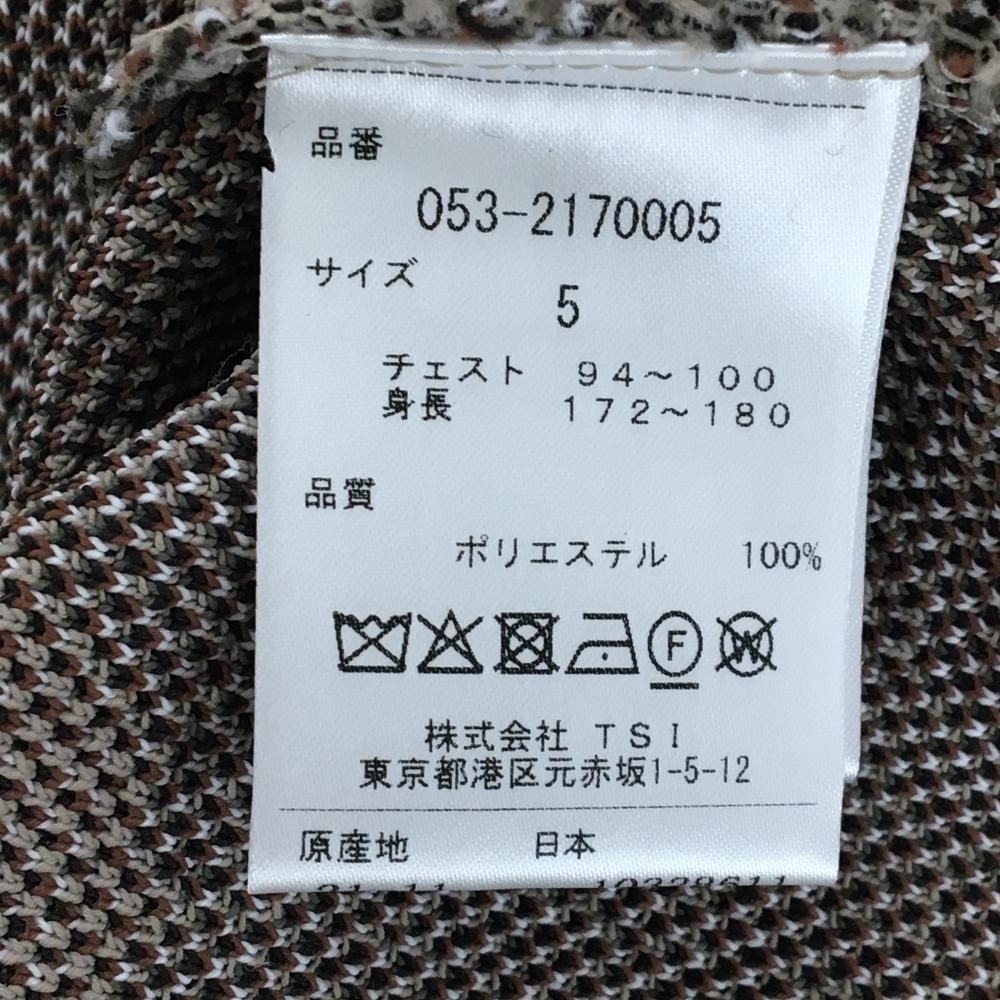 品番
053-2170005
サイズ
5
チェスト 94～100
身長 172～180
品質
ポリエステル 100%
F W
株式会社 TSI
東京都港区元赤坂1-5-12
原産地 日本